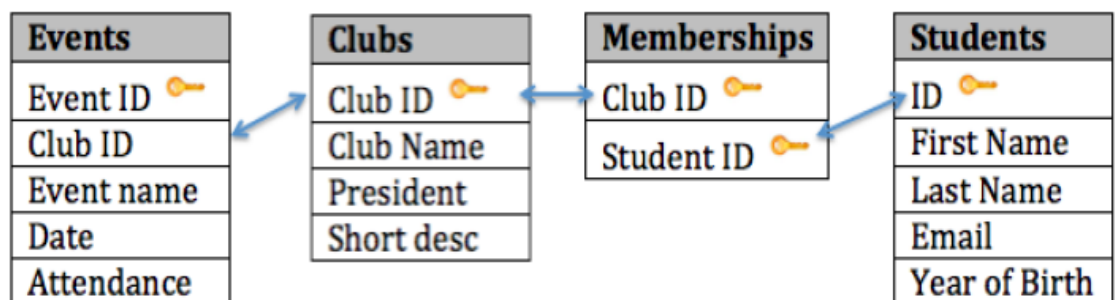 Events
Event ID
Club ID
Event name
Date
Attendance
Clubs
Club ID
Club Name
President
Short desc
Memberships
Club ID
Student ID
Students
ID
First Name
Last Name
Email
Year of Birth